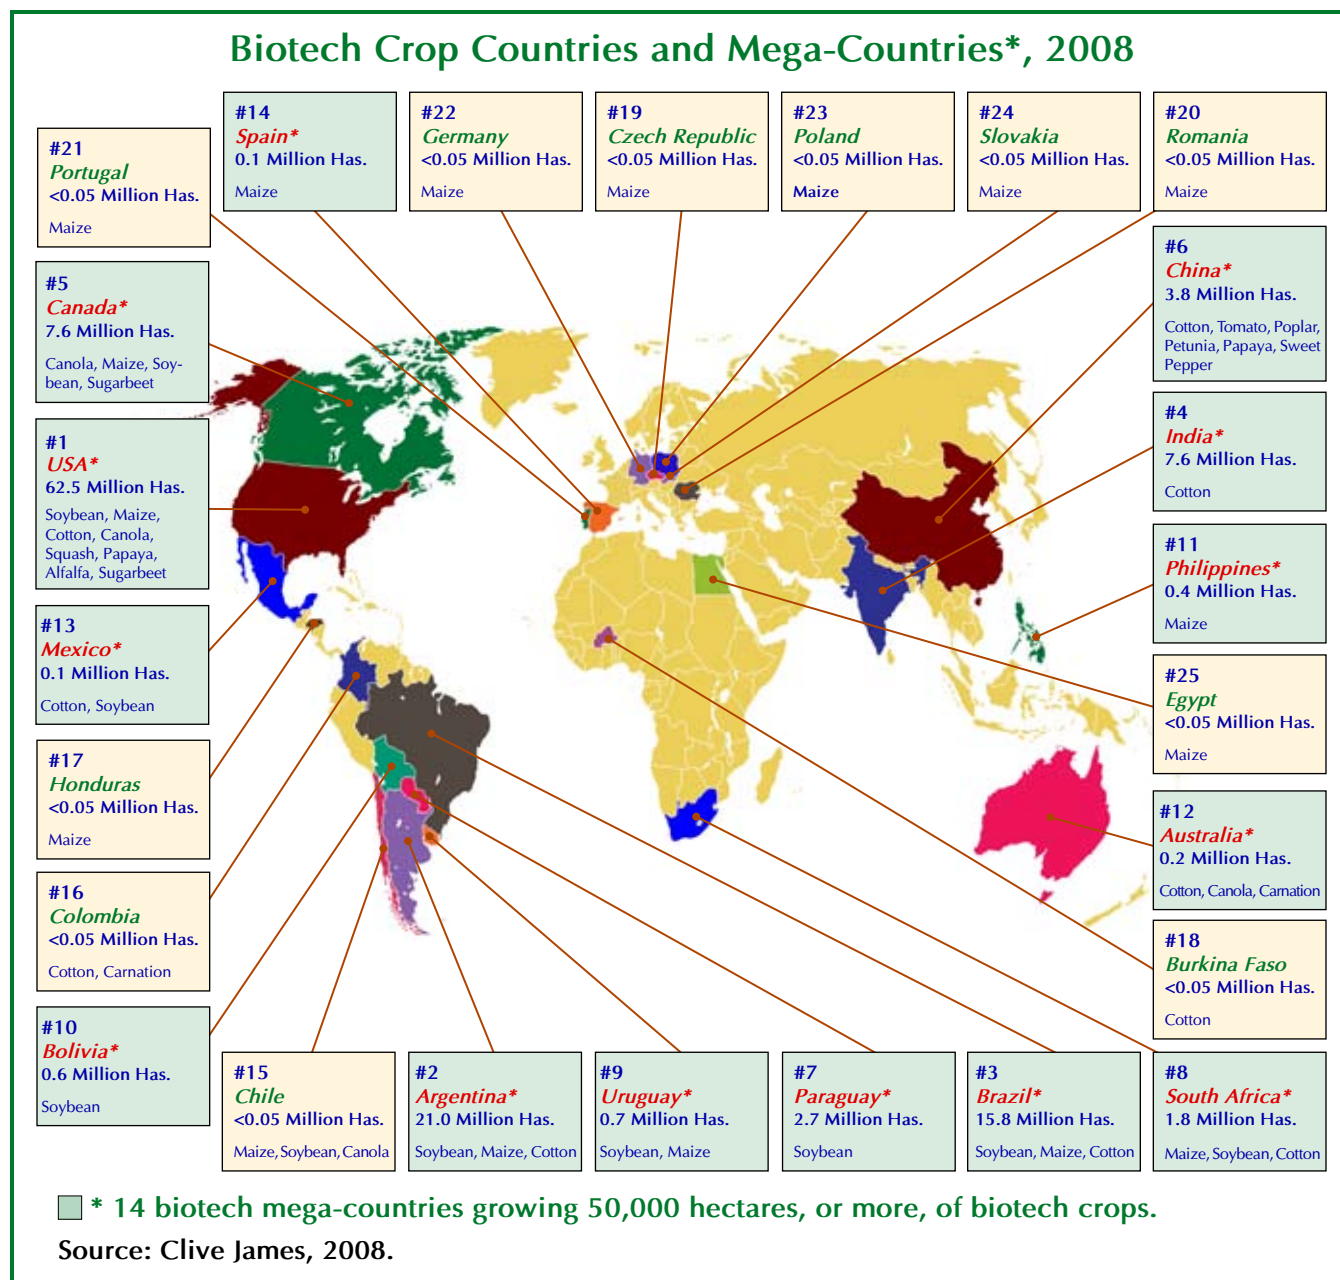 Biotech Crop Countries and Mega-Countries*, 2008
#14
Spain*
0.1 Million Has.
Maize
#22
Germany
<0.05 Million Has.
Maize
#19
Czech Republic
<0.05 Million Has.
Maize
#23
Poland
<0.05 Million Has.
Maize
#24
Slovakia
<0.05 Million Has.
Maize
#20
Romania
<0.05 Million Has.
Maize
#21
Portugal
<0.05 Million Has.
Maize
#5
Canada*
7.6 Million Has.
Canola, Maize, Soy-
bean, Sugarbeet
#1
USA*
62.5 Million Has.
Soybean, Maize,
Cotton, Canola,
Squash, Papaya,
Alfalfa, Sugarbeet
#13
Mexico*
0.1 Million Has.
Cotton, Soybean
#17
Honduras
<0.05 Million Has.
Maize
#16
Colombia
<0.05 Million Has.
Cotton, Carnation
#10
Bolivia*
0.6 Million Has.
Soybean
#6
China*
3.8 Million Has.
Cotton, Tomato, Poplar,
Petunia, Papaya, Sweet
Pepper
#4
India*
7.6 Million Has.
Cotton
#11
Philippines*
0.4 Million Has.
Maize
#25
Egypt
<0.05 Million Has.
Maize
#12
Australia*
0.2 Million Has.
Cotton, Canola, Carnation
#18
Burkina Faso
<0.05 Million Has.
Cotton
#15
Chile
<0.05 Million Has.
Maize, Soybean, Canola
#2
Argentina*
21.0 Million Has.
Soybean, Maize, Cotton
#9
Uruguay*
0.7 Million Has.
Soybean, Maize
#7
Paraguay*
2.7 Million Has.
Soybean
#3
Brazil*
15.8 Million Has.
Soybean, Maize, Cotton
#8
South Africa*
1.8 Million Has.
Maize, Soybean, Cotton
* 14 biotech mega-countries growing 50,000 hectares, or more, of biotech crops.
Source: Clive James, 2008.